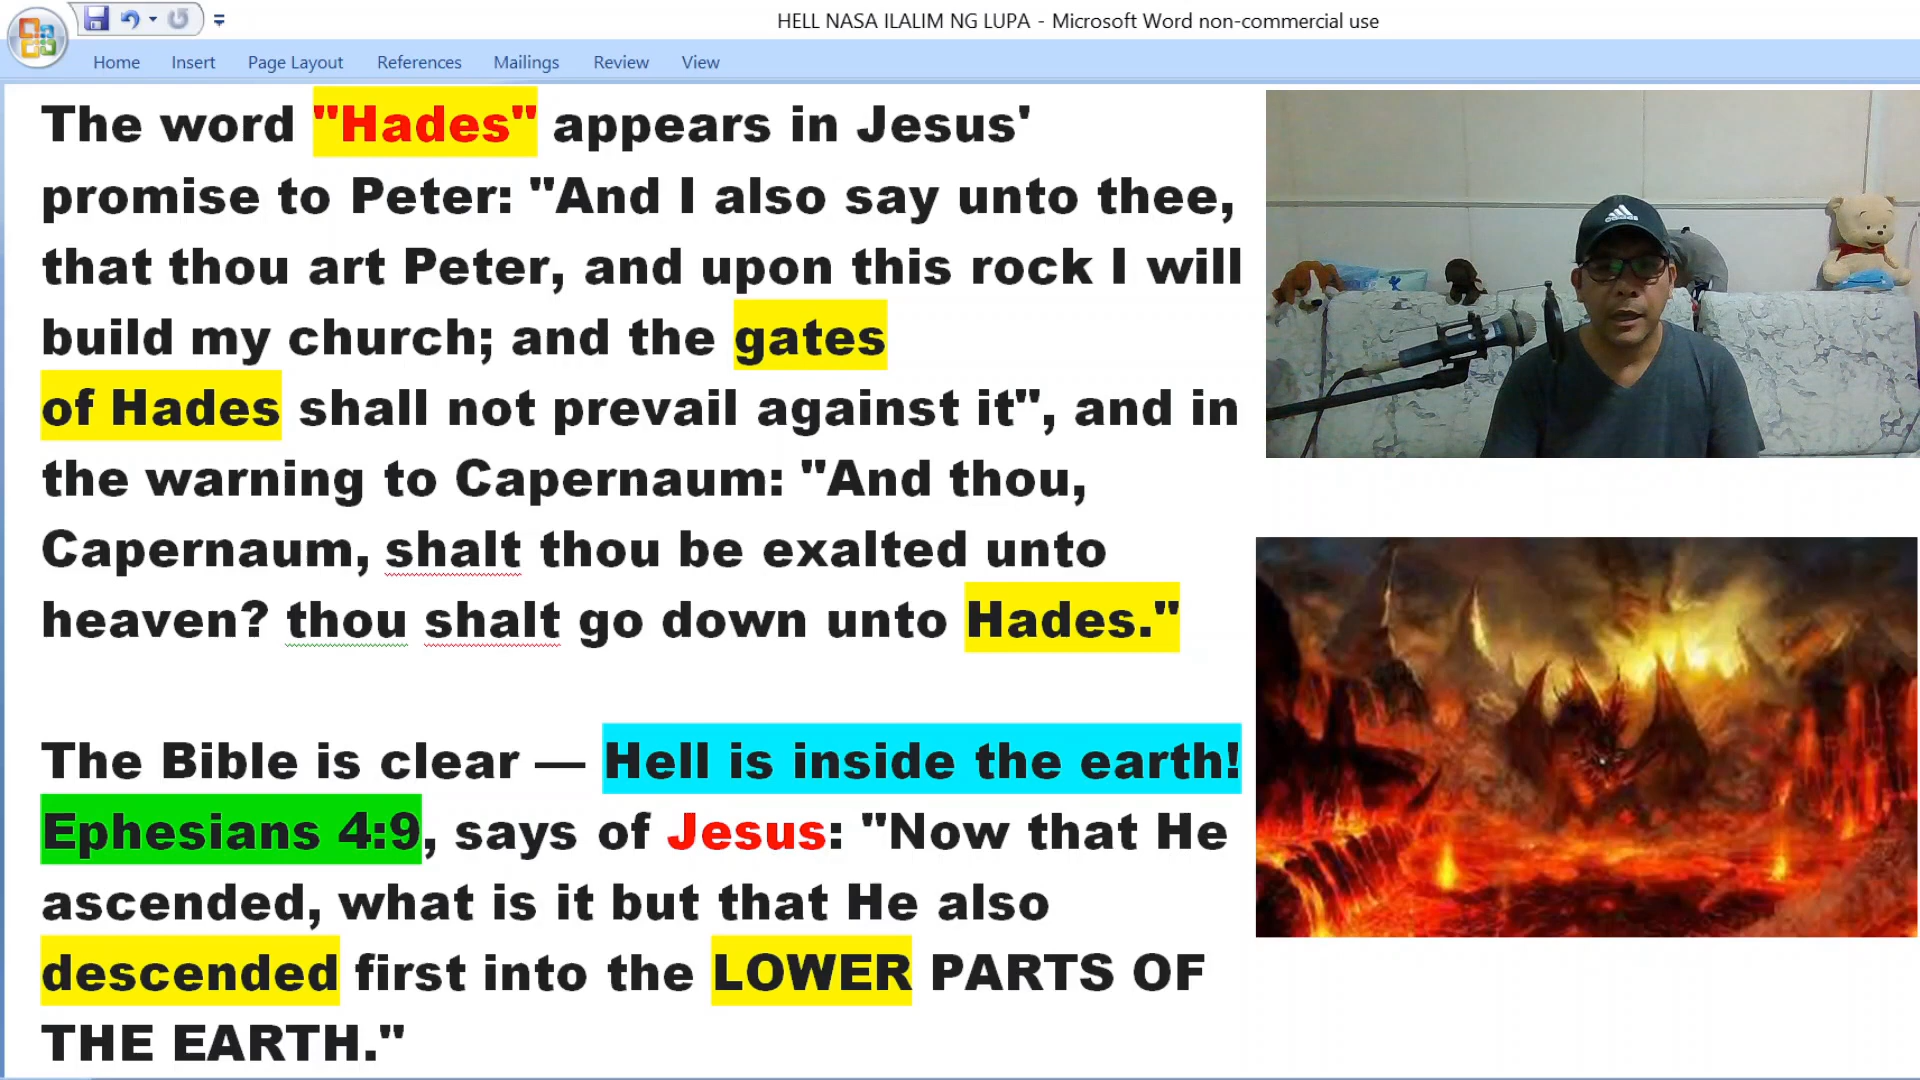 HELL NASA ILALIM NG LUPA - Microsoft Word non-commercial use
Home Insert Page Layout References Mailings Review View
The word "Hades" appears in Jesus'
promise to Peter: "And I also say unto thee,
that thou art Peter, and upon this rock I will
build my church; and the gates
of Hades shall not prevail against it", and in
the warning to Capernaum: "And thou,
Capernaum, shalt thou be exalted unto
heaven? thou shalt go down unto Hades."
The Bible is clear — Hell is inside the earth!
Ephesians 4:9, says of Jesus: "Now that He
ascended, what is it but that He also
descended first into the LOWER PARTS OF
THE EARTH."
adidas